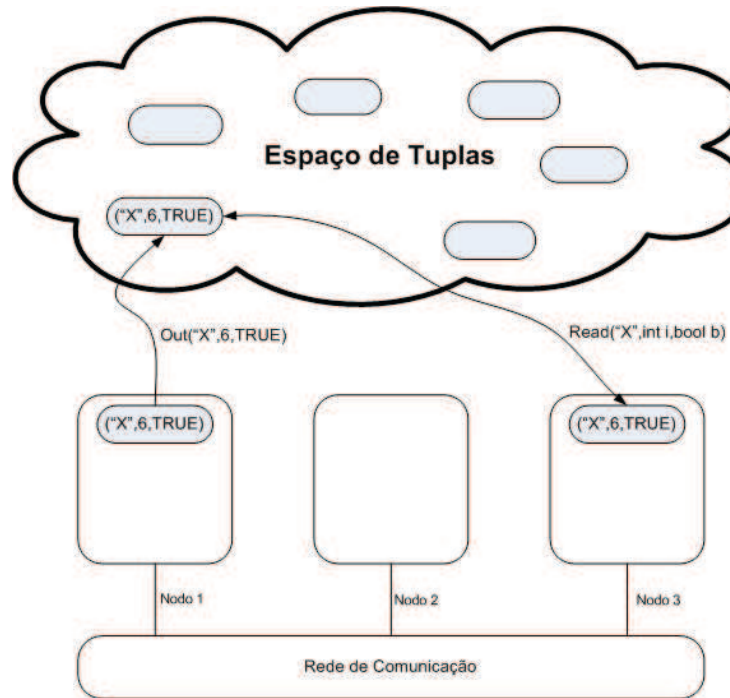 Espaço de Tuplas
("X",6,TRUE)
Out("X",6,TRUE)
Read("X",int i,bool b)
("X",6,TRUE)
("X",6,TRUE)
Nodo 1
Nodo 2
Nodo 3
Rede de Comunicação